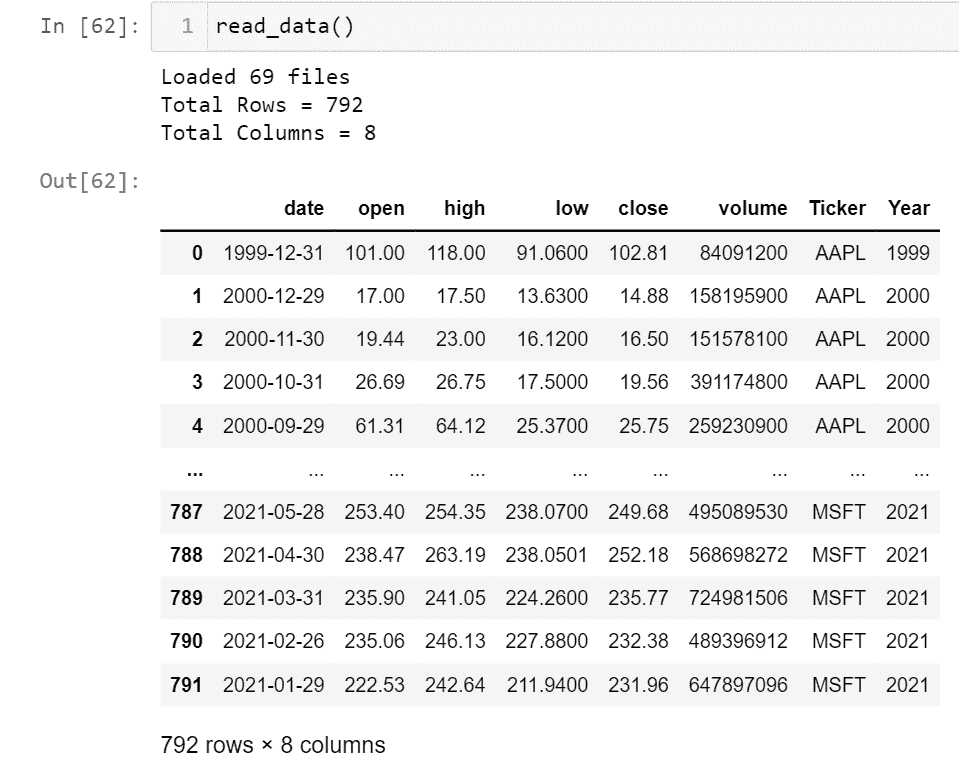 In [62]: 1 read_data()
Loaded 69 files
Total Rows = 792
Total Columns = 8
Out[62]:
date open high low close volume Ticker Year
0 1999-12-31 101.00 118.00 91.0600 102.81 84091200 AAPL 1999
1 2000-12-29 17.00 17.50 13.6300 14.88 158195900 AAPL 2000
2 2000-11-30 19.44 23.00 16.1200 16.50 151578100 AAPL 2000
3 2000-10-31 26.69 26.75 17.5000 19.56 391174800 AAPL 2000
4 2000-09-29 61.31 64.12 25.3700 25.75 259230900 AAPL 2000
... ... ... ... ... ... ... ... ...
787 2021-05-28 253.40 254.35 238.0700 249.68 495089530 MSFT 2021
788 2021-04-30 238.47 263.19 238.0501 252.18 568698272 MSFT 2021
789 2021-03-31 235.90 241.05 224.2600 235.77 724981506 MSFT 2021
790 2021-02-26 235.06 246.13 227.8800 232.38 489396912 MSFT 2021
791 2021-01-29 222.53 242.64 211.9400 231.96 647897096 MSFT 2021
792 rows × 8 columns